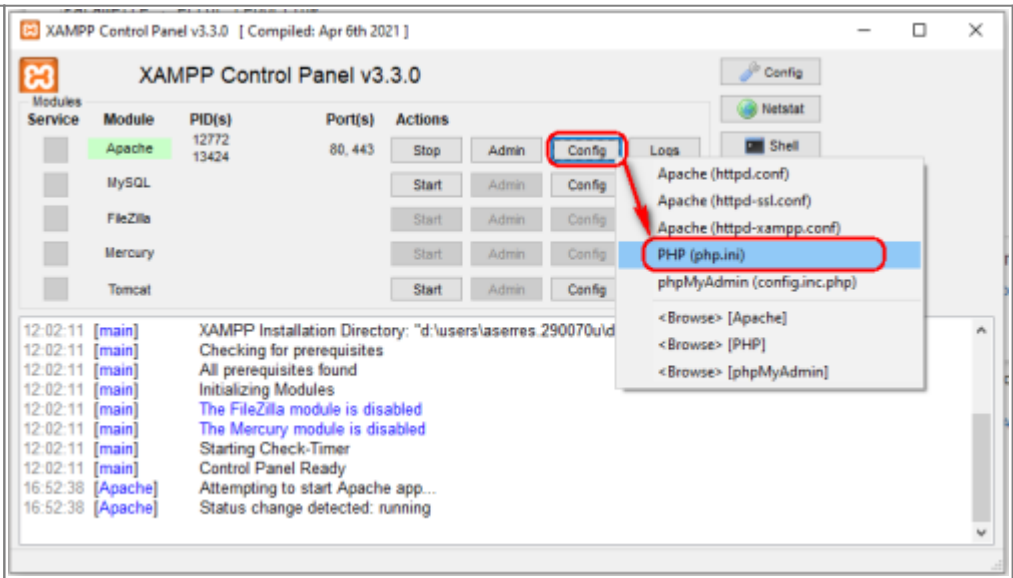 XAMPP Control Panel v3.3.0 [ Compiled: Apr 6th 2021 ]
XAMPP Control Panel v3.3.0
Config
Netstat
Shell
Modules
Service Module PID(s) Port(s) Actions
Apache 12772 13424 80, 443 Stop Admin Config Logs
MySQL Start Admin Config
FileZilla Start Admin Config
Mercury Start Admin Config
Tomcat Start Admin Config
Apache (httpd.conf)
Apache (httpd-ssl.conf)
Apache (httpd-xampp.conf)
PHP (php.ini)
phpMyAdmin (config.inc.php)
<Browse> [Apache]
<Browse> [PHP]
<Browse> [phpMyAdmin]
12:02:11 [main] XAMPP Installation Directory: "d:\users\aserres.290070u\d
12:02:11 [main] Checking for prerequisites
12:02:11 [main] All prerequisites found
12:02:11 [main] Initializing Modules
12:02:11 [main] The FileZilla module is disabled
12:02:11 [main] The Mercury module is disabled
12:02:11 [main] Starting Check-Timer
12:02:11 [main] Control Panel Ready
16:52:38 [Apache] Attempting to start Apache app...
16:52:38 [Apache] Status change detected: running